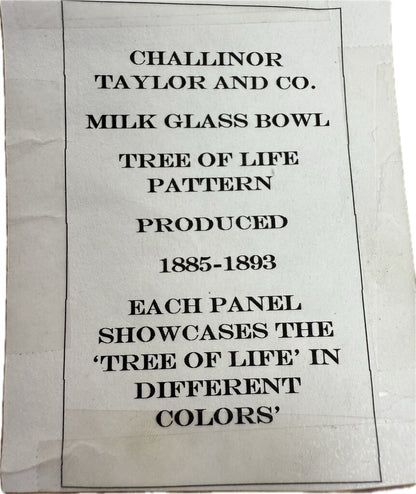 CHALLINOR
TAYLOR AND CO.
MILK GLASS BOWL
TREE OF LIFE
PATTERN
PRODUCED
1885-1893
EACH PANEL
SHOWCASES THE
‘TREE OF LIFE’ IN
DIFFERENT
COLORS’